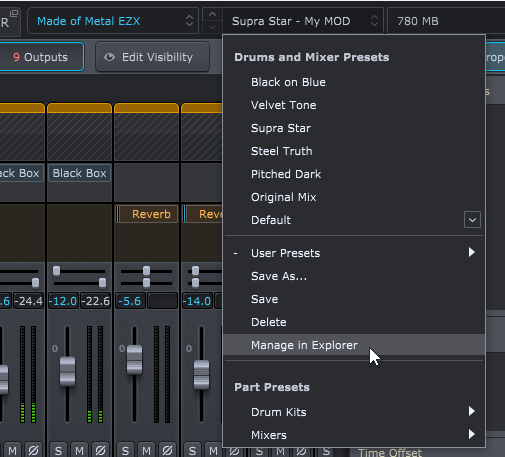 R
Made of Metal EZX
Supra Star - My MOD
780 MB
9 Outputs
Edit Visibility
Drums and Mixer Presets
Black on Blue
Velvet Tone
Supra Star
Steel Truth
Pitched Dark
Original Mix
Default
- User Presets
Save As...
Save
Delete
Manage in Explorer
Part Presets
Drum Kits
Mixers
ack Box
Black Box
Reverb
Reve
.6
-24.4
-12.0
-22.6
-5.6
-14.0
0
0
0
M
Ø
S
M
Ø
S
M
Ø
S
M
Time Offset